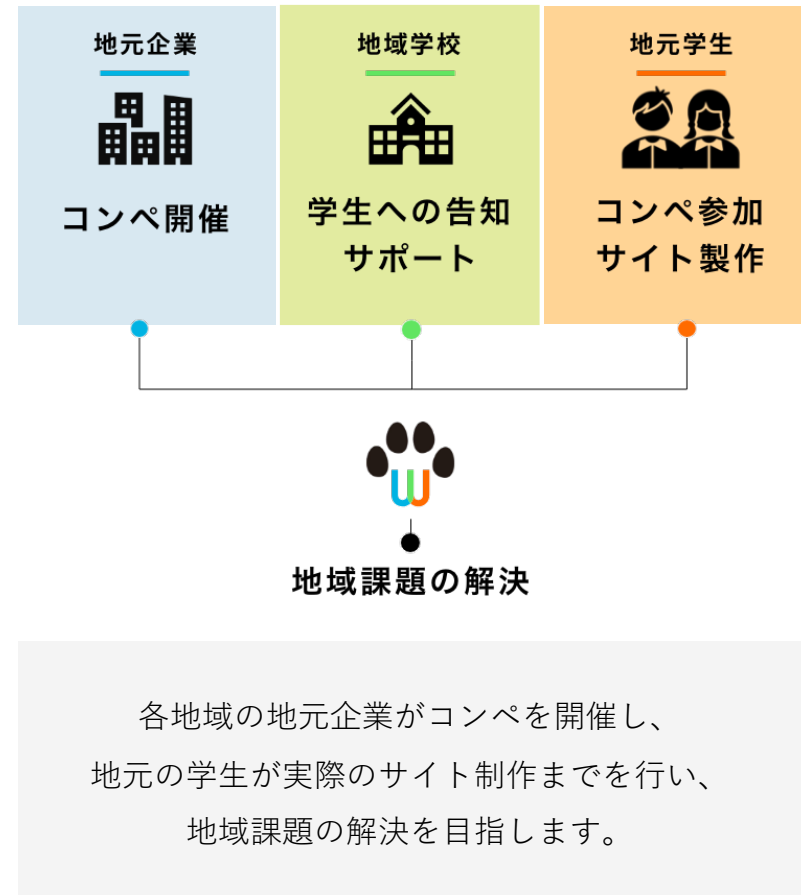 地元企業
コンペ開催
地域学校
学生への告知
サポート
地元学生
コンペ参加
サイト製作
W
地域課題の解決
各地域の地元企業がコンペを開催し、
地元の学生が実際のサイト制作までを行い、
地域課題の解決を目指します。